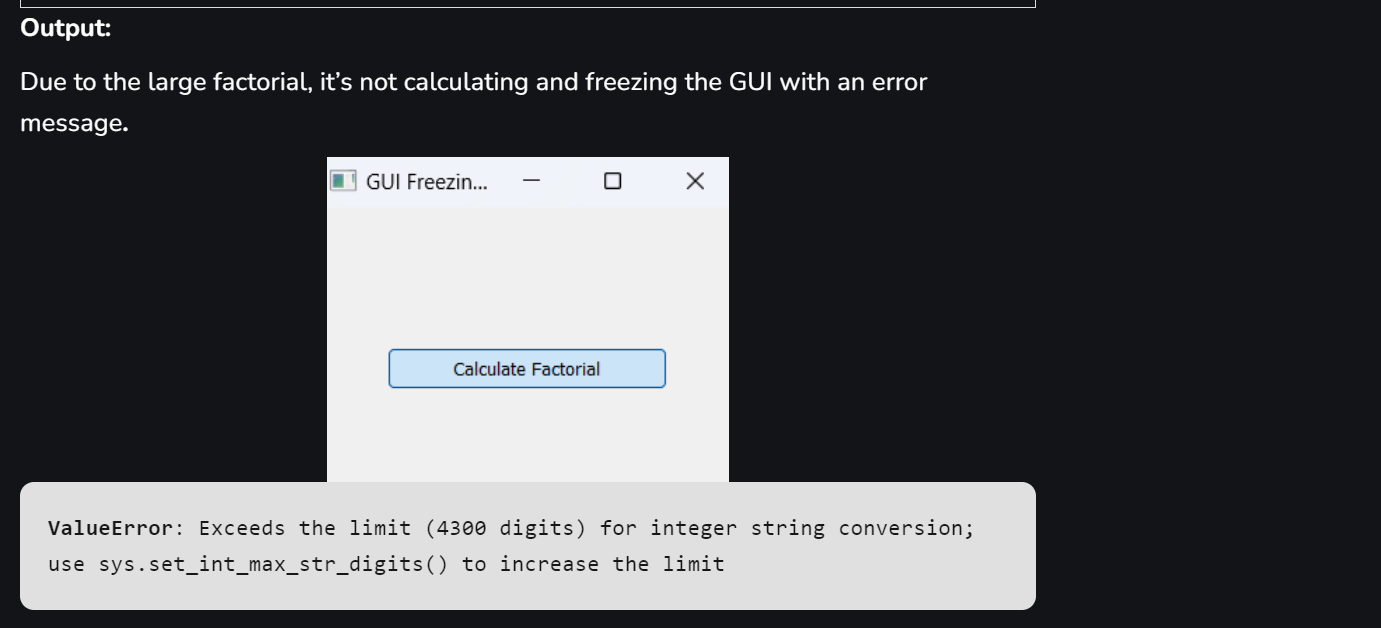 Output:
Due to the large factorial, it’s not calculating and freezing the GUI with an error
message.
GUI Freezin...
Calculate Factorial
ValueError: Exceeds the limit (4300 digits) for integer string conversion;
use sys.set_int_max_str_digits() to increase the limit